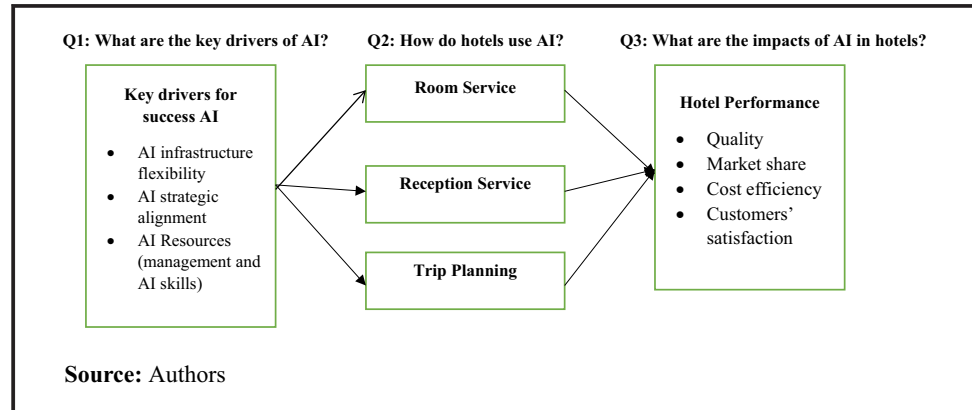 Q1: What are the key drivers of AI?
Q2: How do hotels use AI?
Q3: What are the impacts of AI in hotels?
Key drivers for
success AI
• AI infrastructure
flexibility
• AI strategic
alignment
• AI Resources
(management and
AI skills)
Room Service
Reception Service
Trip Planning
Hotel Performance
• Quality
• Market share
• Cost efficiency
• Customers’
satisfaction
Source: Authors